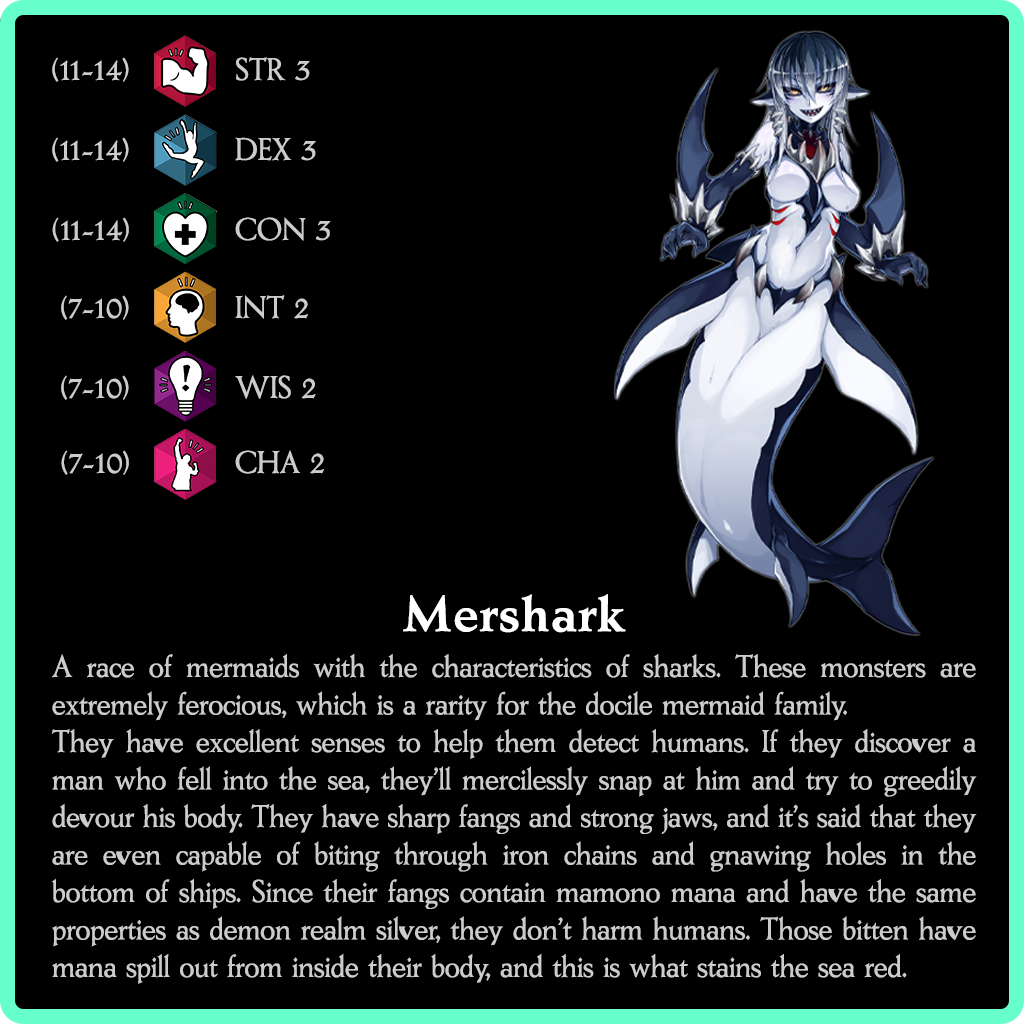 (11-14) STR 3
(11-14) DEX 3
(11-14) CON 3
(7-10) INT 2
(7-10) WIS 2
(7-10) CHA 2
Mershark
A race of mermaids with the characteristics of sharks. These monsters are
extremely ferocious, which is a rarity for the docile mermaid family.
They have excellent senses to help them detect humans. If they discover a
man who fell into the sea, they'll mercilessly snap at him and try to greedily
devour his body. They have sharp fangs and strong jaws, and it's said that they
are even capable of biting through iron chains and gnawing holes in the
bottom of ships. Since their fangs contain mamono mana and have the same
properties as demon realm silver, they don't harm humans. Those bitten have
mana spill out from inside their body, and this is what stains the sea red.